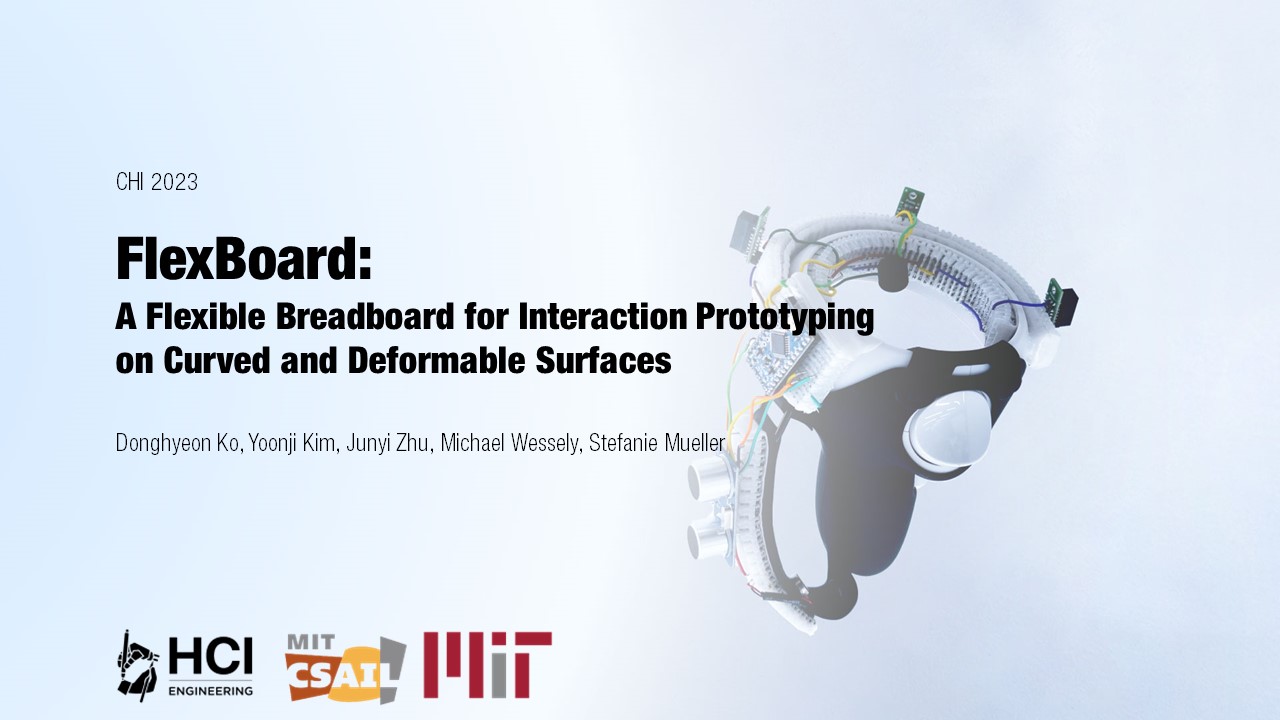 CHI 2023
FlexBoard:
A Flexible Breadboard for Interaction Prototyping
on Curved and Deformable Surfaces
Donghyeon Ko, Yoonji Kim, Junyi Zhu, Michael Wessely, Stefanie Mueller
HCI
ENGINEERING
MIT
CSAIL
MIT